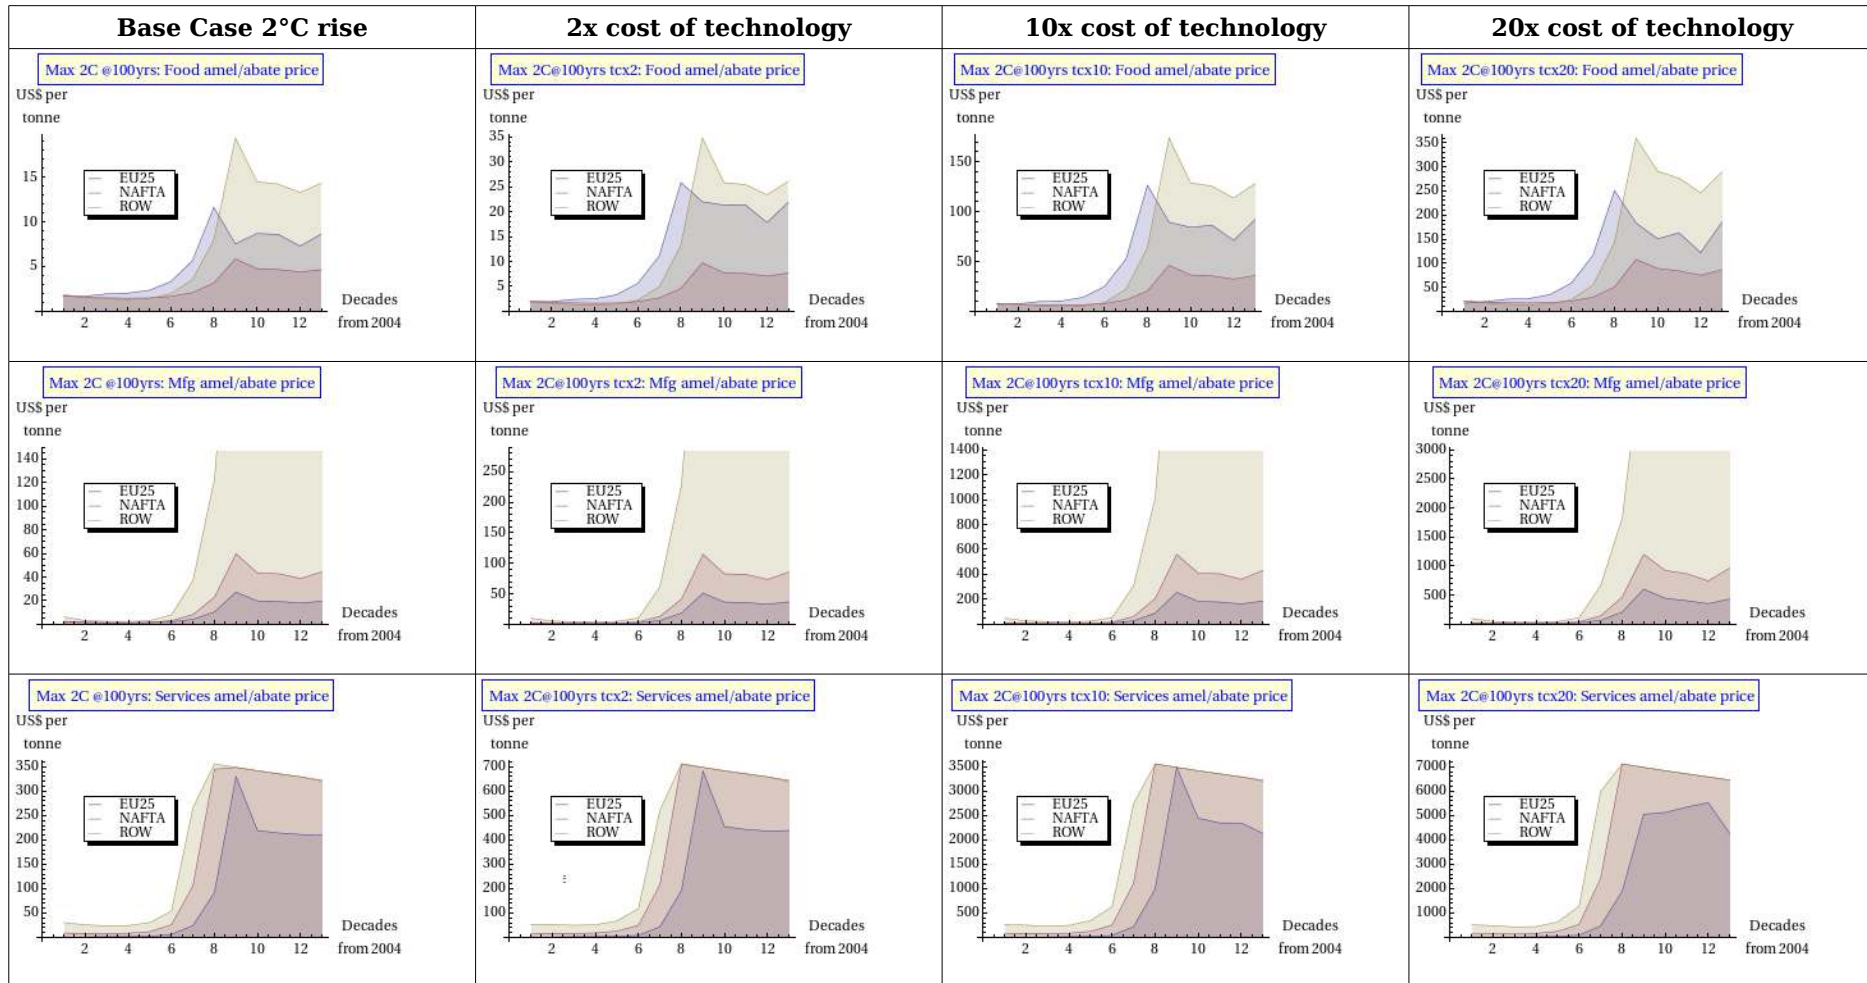 Base Case 2°C rise
2x cost of technology
10x cost of technology
20x cost of technology
Max 2C @100yrs: Food amel/abate price
US$ per
tonne
15
10
5
EU25
NAFTA
ROW
2 4 6 8 10 12
Decades
from 2004
Max 2C@100yrs tcx2: Food amel/abate price
US$ per
tonne
35
30
25
20
15
10
5
EU25
NAFTA
ROW
2 4 6 8 10 12
Decades
from 2004
Max 2C@100yrs tcx10: Food amel/abate price
US$ per
tonne
150
100
50
EU25
NAFTA
ROW
2 4 6 8 10 12
Decades
from 2004
Max 2C@100yrs tcx20: Food amel/abate price
US$ per
tonne
350
300
250
200
150
100
50
EU25
NAFTA
ROW
2 4 6 8 10 12
Decades
from 2004
Max 2C @100yrs: Mfg amel/abate price
US$ per
tonne
140
120
100
80
60
40
20
EU25
NAFTA
ROW
2 4 6 8 10 12
Decades
from 2004
Max 2C@100yrs tcx2: Mfg amel/abate price
US$ per
tonne
250
200
150
100
50
EU25
NAFTA
ROW
2 4 6 8 10 12
Decades
from 2004
Max 2C@100yrs tcx10: Mfg amel/abate price
US$ per
tonne
1400
1200
1000
800
600
400
200
EU25
NAFTA
ROW
2 4 6 8 10 12
Decades
from 2004
Max 2C@100yrs tcx20: Mfg amel/abate price
US$ per
tonne
3000
2500
2000
1500
1000
500
EU25
NAFTA
ROW
2 4 6 8 10 12
Decades
from 2004
Max 2C @100yrs: Services amel/abate price
US$ per
tonne
350
300
250
200
150
100
50
EU25
NAFTA
ROW
2 4 6 8 10 12
Decades
from 2004
Max 2C@100yrs tcx2: Services amel/abate price
US$ per
tonne
700
600
500
400
300
200
100
EU25
NAFTA
ROW
2 4 6 8 10 12
Decades
from 2004
Max 2C@100yrs tcx10: Services amel/abate price
US$ per
tonne
3500
3000
2500
2000
1500
1000
500
EU25
NAFTA
ROW
2 4 6 8 10 12
Decades
from 2004
Max 2C@100yrs tcx20: Services amel/abate price
US$ per
tonne
7000
6000
5000
4000
3000
2000
1000
EU25
NAFTA
ROW
2 4 6 8 10 12
Decades
from 2004